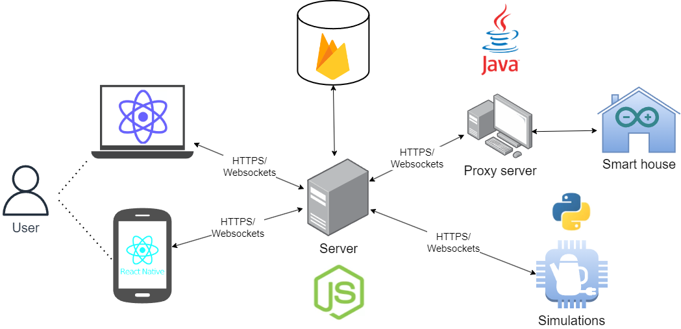 Java
HTTPS/
Websockets
HTTPS/
Websockets
Proxy server
Smart house
User
React Native
HTTPS/
Websockets
Server
HTTPS/
Websockets
JS
Simulations